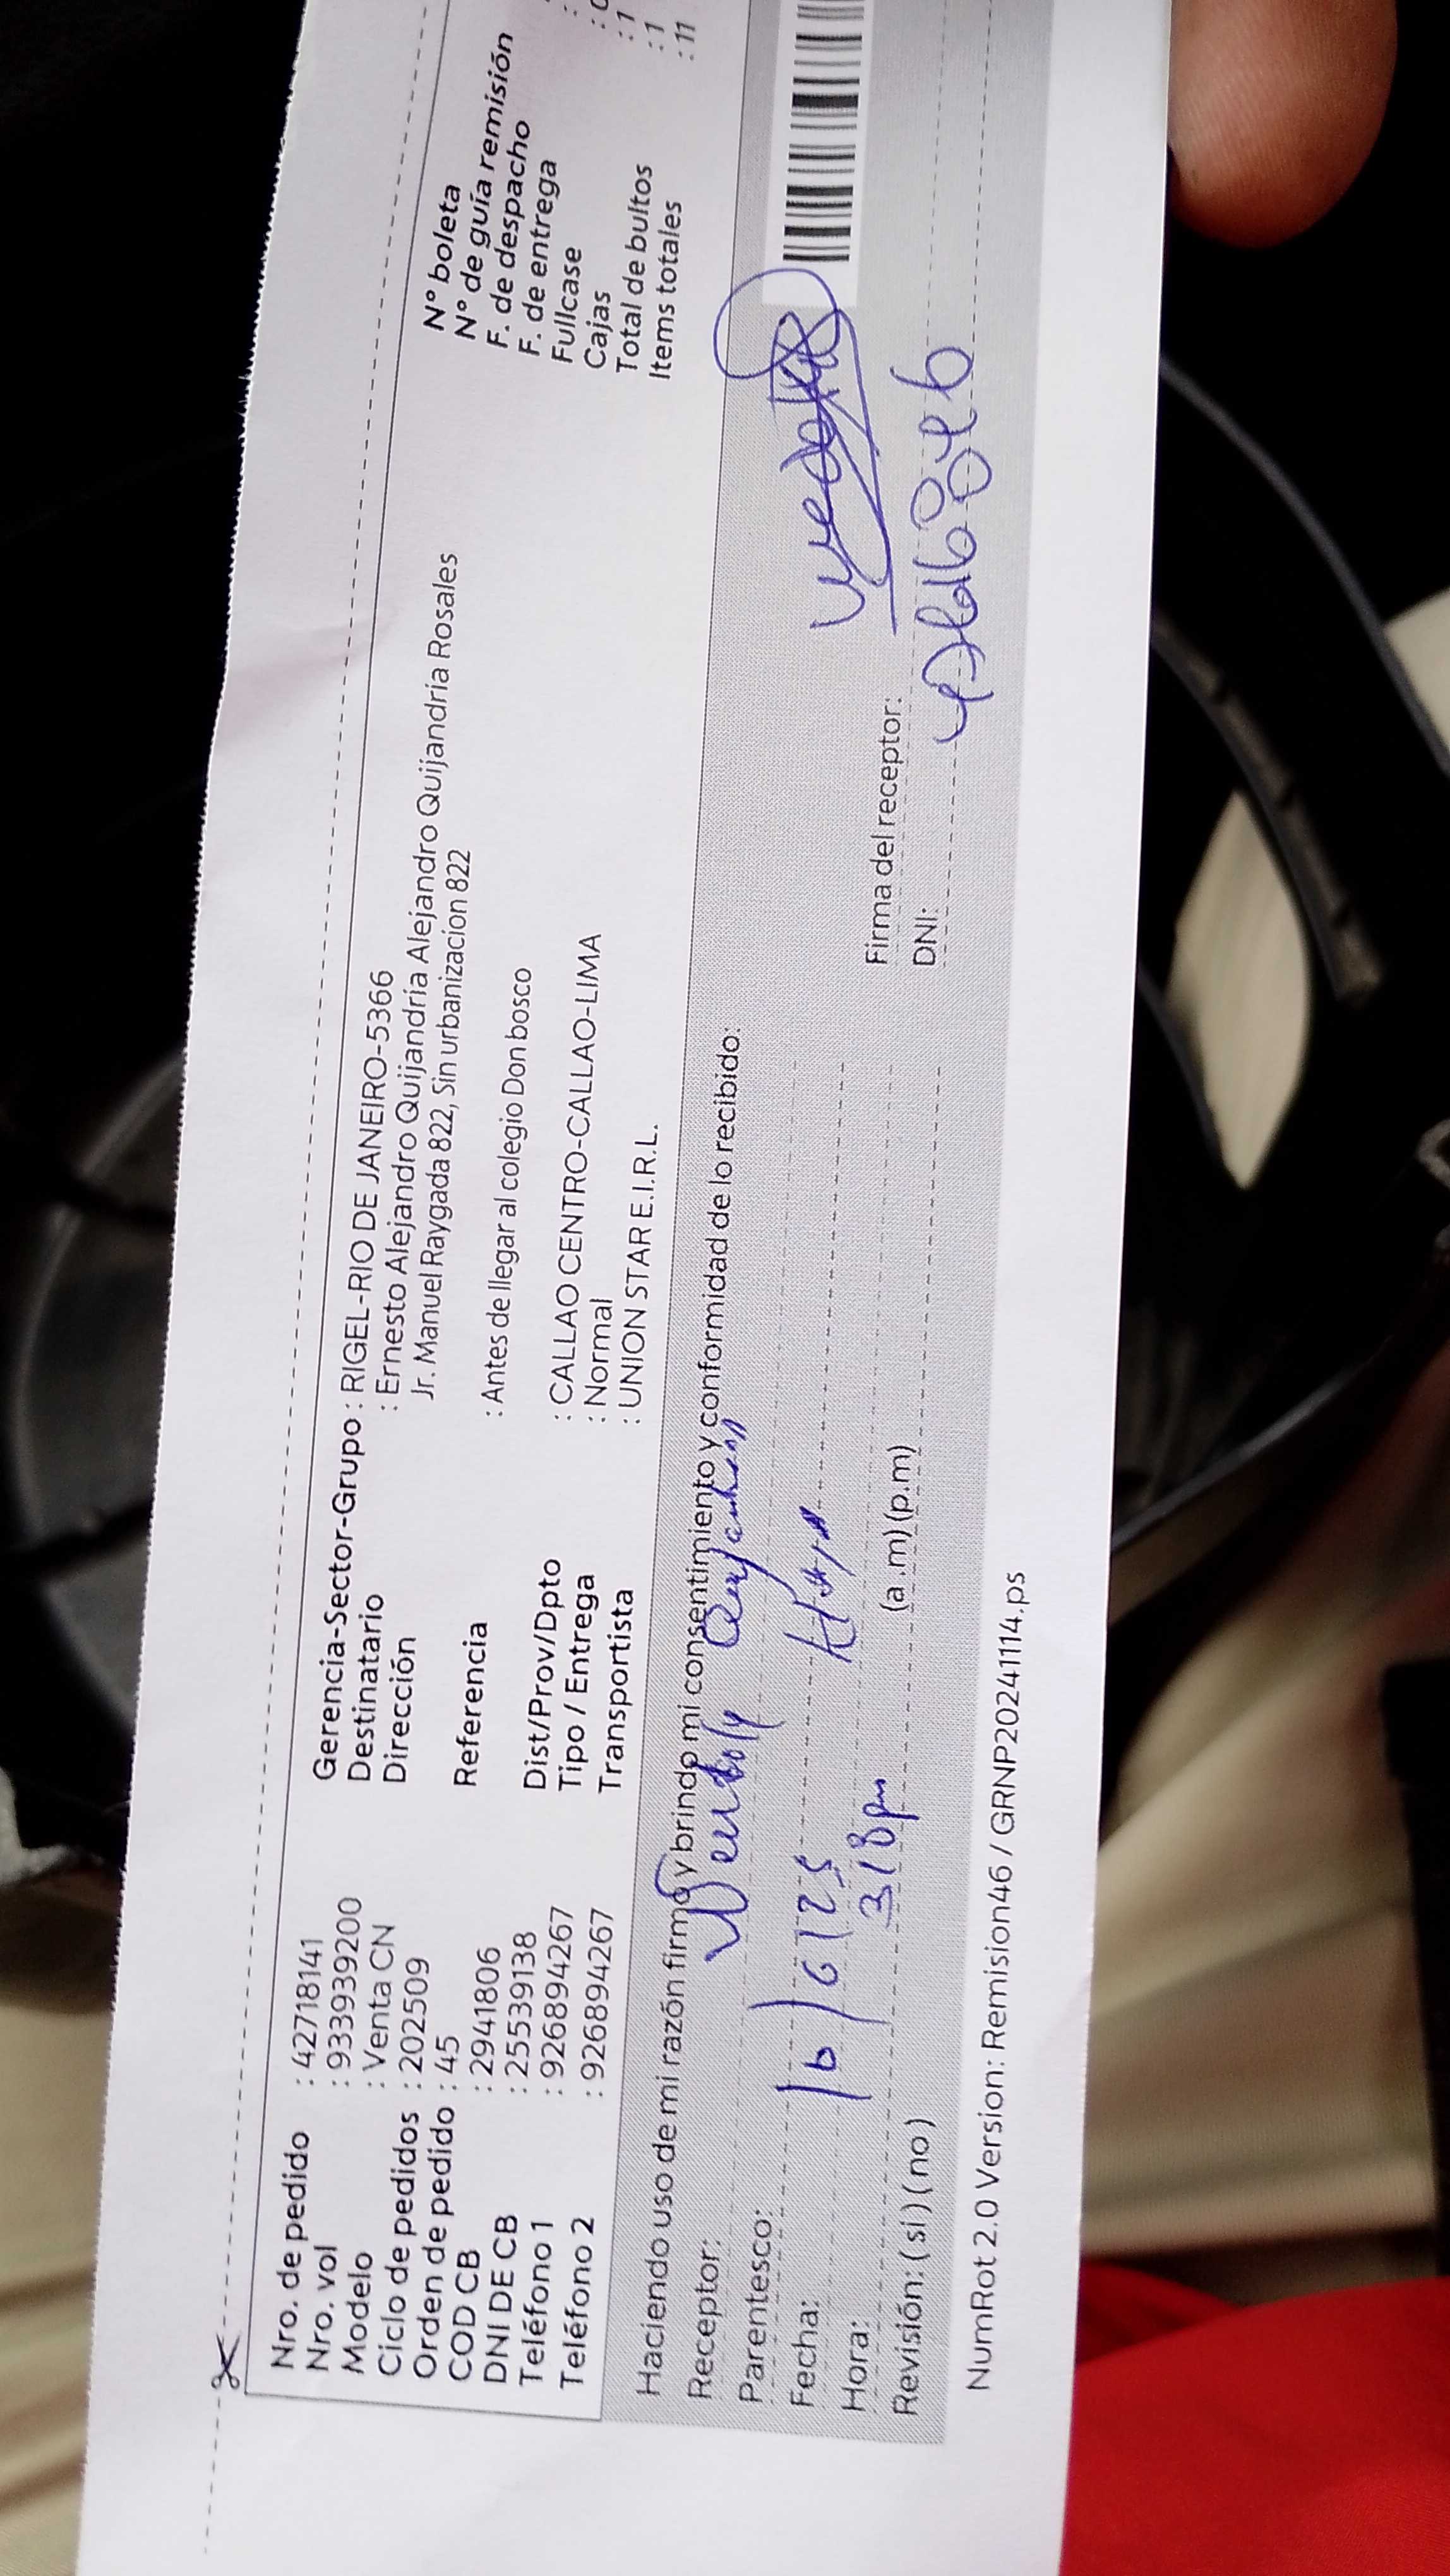 Nro. de pedido : 42718141
Nro. vol : 933939200
Modelo : Venta CN
Ciclo de pedidos : 202509
Orden de pedido : 45
COD CB : 2941806
DNI DE CB : 25539138
Teléfono 1 : 926894267
Teléfono 2 : 926894267
Gerencia-Sector-Grupo : RIGEL-RIO DE JANEIRO-5366
Destinatario : Ernesto Alejandro Quijandria Alejandro Quijandria Rosales
Dirección Jr. Manuel Raygada 822, Sin urbanizacion 822
Referencia : Antes de llegar al colegio Don bosco
Dist/Prov/Dpto : CALLAO CENTRO-CALLAO-LIMA
Tipo / Entrega : Normal
Transportista : UNION STAR E.I.R.L.
N° boleta
N° de guía remisión
F. de despacho
F. de entrega
Fullcase
Cajas
Total de bultos : 1
Items totales : 11
Haciendo uso de mi razón firmo y brindo mi consentimiento y conformidad de lo recibido:
Receptor:
Parentesco:
Fecha:
Hora: 318 pm (a.m) (p.m)
Revisión: (si) (no)
Firma del receptor:
DNI:
NumRot 2.0 Version: Remision46 / GRNP20241114.ps